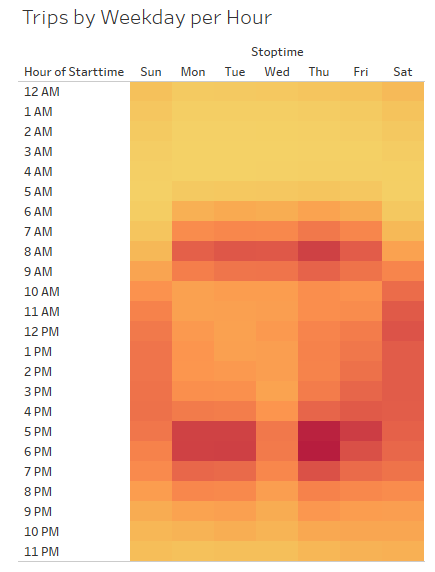 Trips by Weekday per Hour
Stoptime
Hour of Starttime Sun Mon Tue Wed Thu Fri Sat
12 AM
1 AM
2 AM
3 AM
4 AM
5 AM
6 AM
7 AM
8 AM
9 AM
10 AM
11 AM
12 PM
1 PM
2 PM
3 PM
4 PM
5 PM
6 PM
7 PM
8 PM
9 PM
10 PM
11 PM